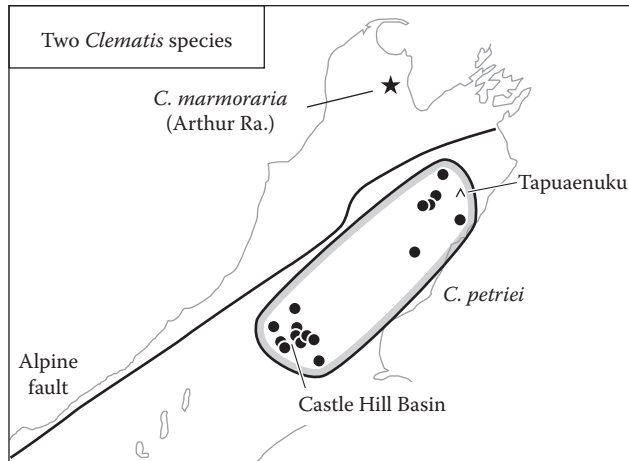 Two Clematis species
C. marmoraria
(Arthur Ra.)
Tapuaenuku
C. petriei
Alpine
fault
Castle Hill Basin